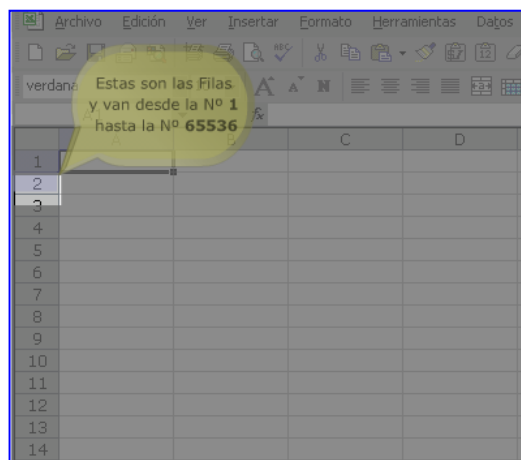 Archivo Edición Ver Insertar Formato Herramientas Datos
verdana
Estas son las Filas
y van desde la Nº 1
hasta la Nº 65536
fx
A B C D
1
2
3
4
5
6
7
8
9
10
11
12
13
14